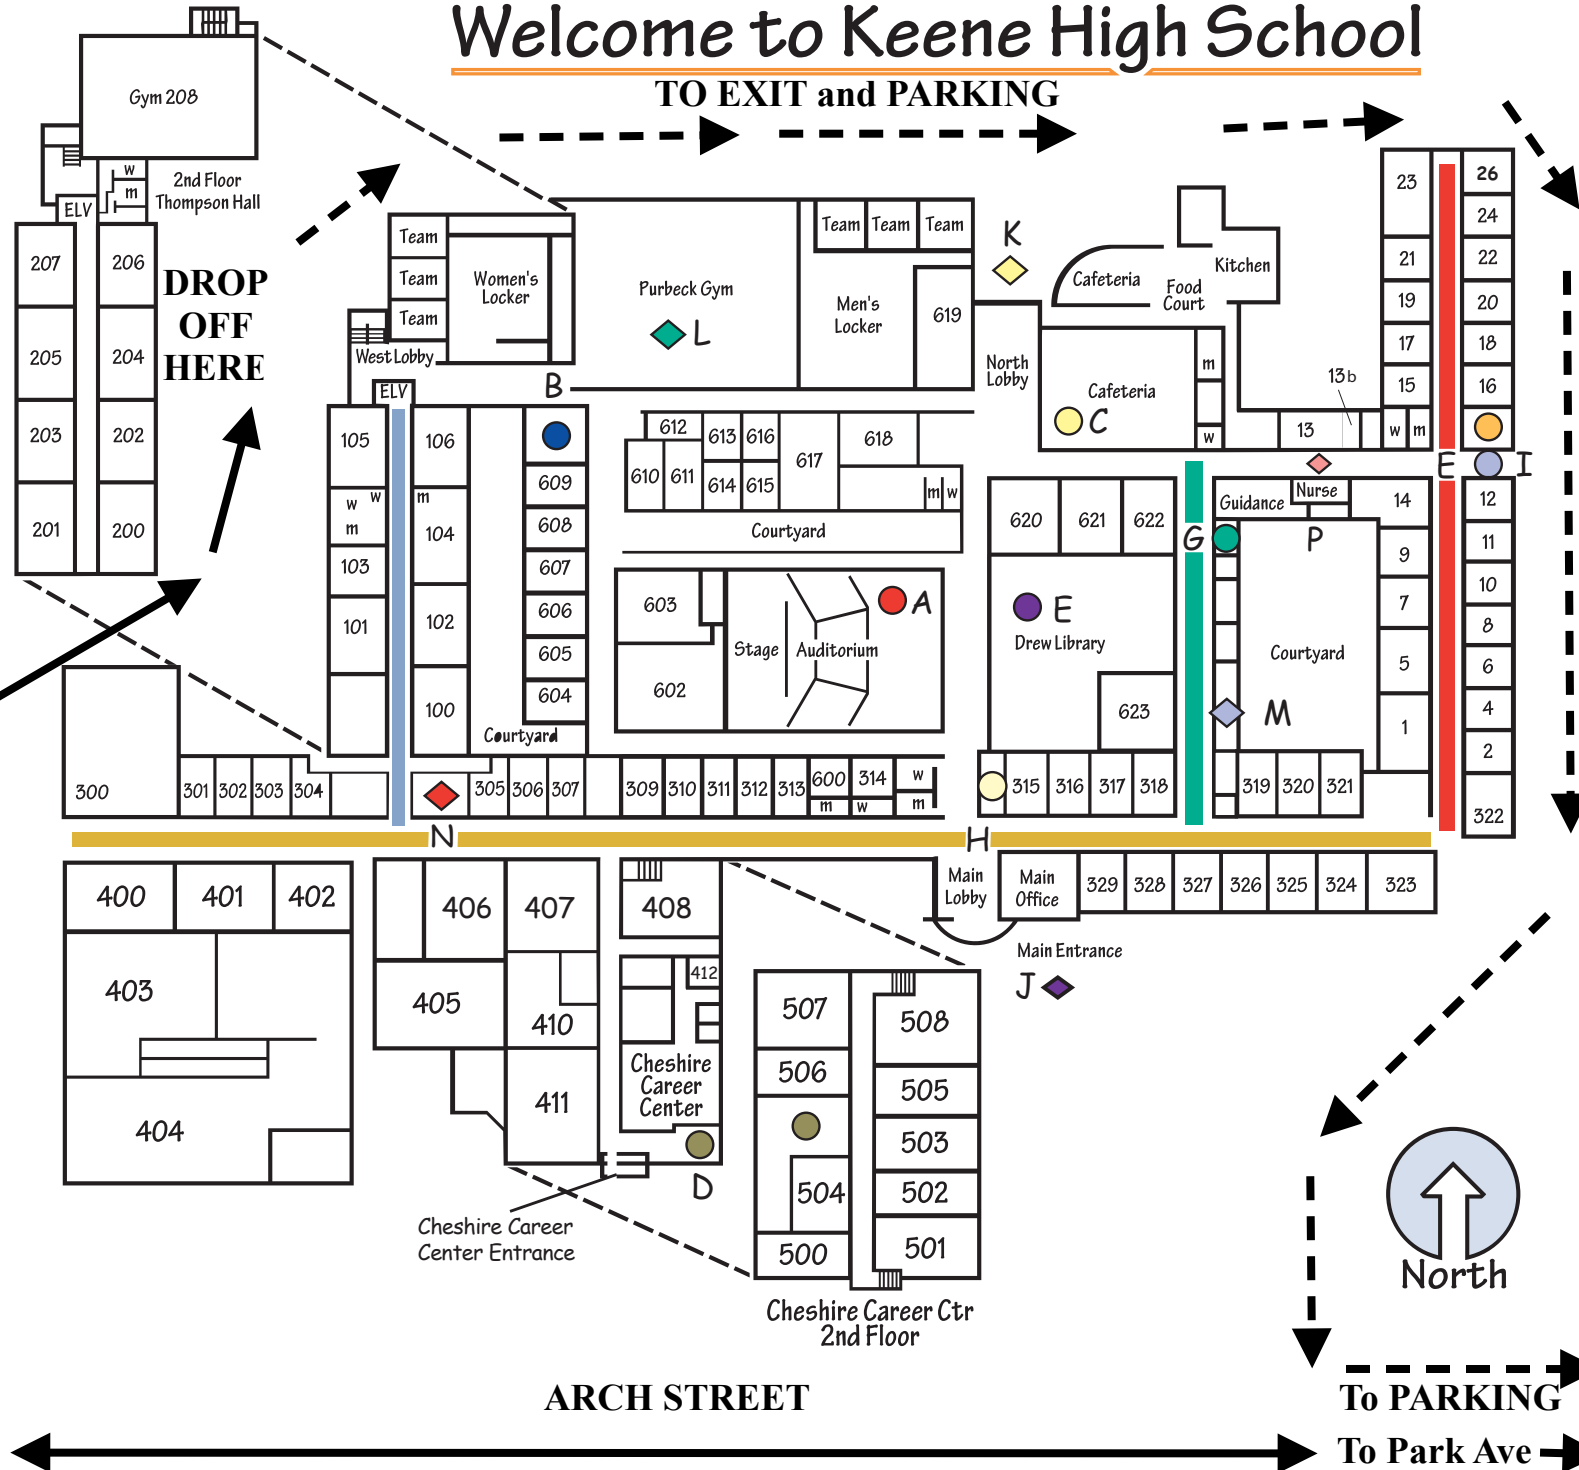 Welcome to Keene High School
TO EXIT and PARKING
Gym 208
w
m
2nd Floor
Thompson Hall
ELV
207
206
205
204
203
202
201
200
DROP
OFF
HERE
Team
Team
Team
Women's
Locker
West Lobby
ELV
B
Purbeck Gym
L
Team
Team
Team
Men's
Locker
619
K
North
Lobby
Cafeteria
Food
Court
Kitchen
Cafeteria
C
m
w
13b
13
w
m
23
21
19
17
15
26
24
22
20
18
16
E
I
105
w
w
m
103
101
106
m
104
102
100
609
608
607
606
605
604
Courtyard
612
613
616
610
611
614
615
617
618
m
w
Courtyard
603
602
Stage
Auditorium
A
620
621
622
E
Drew Library
623
G
Guidance
Nurse
P
Courtyard
M
14
9
7
5
1
12
11
10
8
6
4
2
322
300
301
302
303
304
305
306
307
309
310
311
312
313
600
m
314
w
w
m
315
316
317
318
319
320
321
N
H
400
401
402
403
404
406
407
405
410
411
408
412
Cheshire
Career
Center
D
Cheshire Career
Center Entrance
Main
Lobby
Main
Office
329
328
327
326
325
324
323
Main Entrance
J
507
508
506
505
503
504
502
500
501
Cheshire Career Ctr
2nd Floor
North
ARCH STREET
To PARKING
To Park Ave